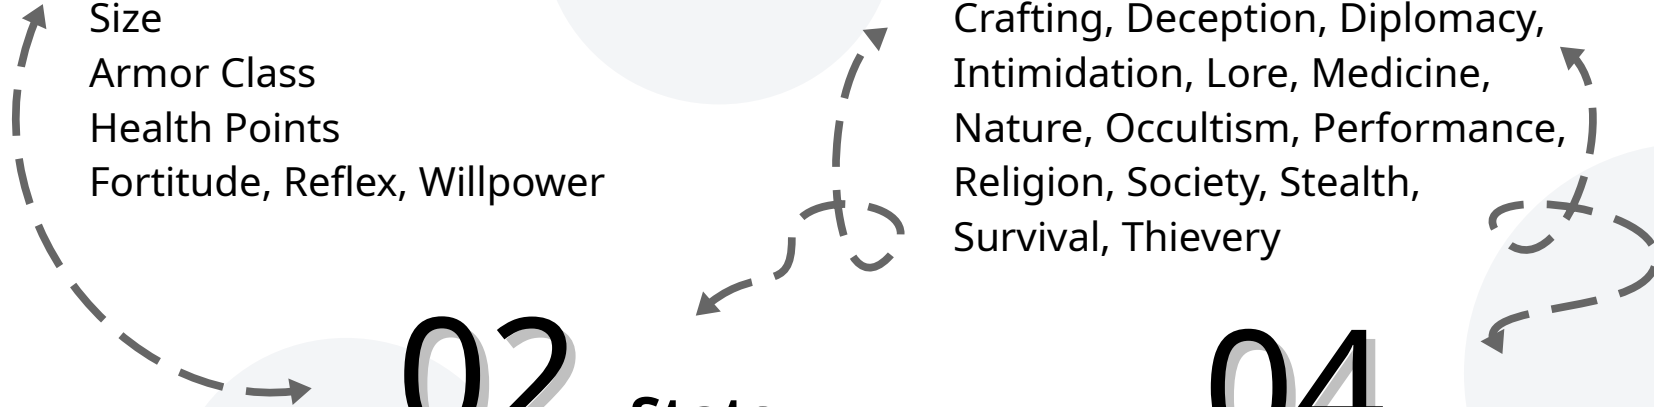 Size
Armor Class
Health Points
Fortitude, Reflex, Willpower
Crafting, Deception, Diplomacy,
Intimidation, Lore, Medicine,
Nature, Occultism, Performance,
Religion, Society, Stealth,
Survival, Thievery
02
04